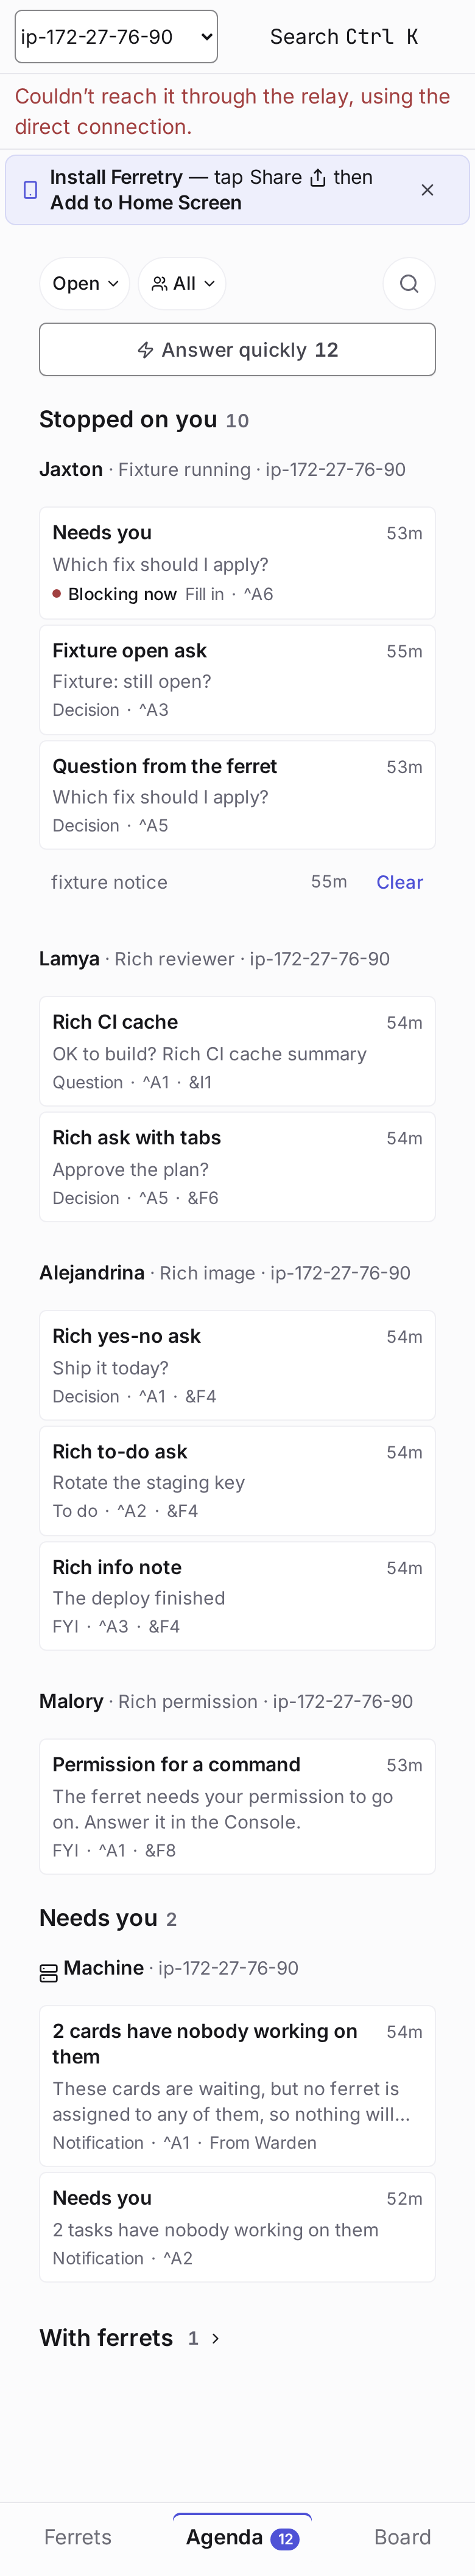 ip-172-27-76-90
Search Ctrl K
Couldn’t reach it through the relay, using the
direct connection.
Install Ferretry — tap Share then
Add to Home Screen
Open
All
Answer quickly 12
Stopped on you 10
Jaxton · Fixture running · ip-172-27-76-90
Needs you 53m
Which fix should I apply?
Blocking now Fill in · ^A6
Fixture open ask 55m
Fixture: still open?
Decision · ^A3
Question from the ferret 53m
Which fix should I apply?
Decision · ^A5
fixture notice 55m Clear
Lamya · Rich reviewer · ip-172-27-76-90
Rich CI cache 54m
OK to build? Rich CI cache summary
Question · ^A1 · &I1
Rich ask with tabs 54m
Approve the plan?
Decision · ^A5 · &F6
Alejandrina · Rich image · ip-172-27-76-90
Rich yes-no ask 54m
Ship it today?
Decision · ^A1 · &F4
Rich to-do ask 54m
Rotate the staging key
To do · ^A2 · &F4
Rich info note 54m
The deploy finished
FYI · ^A3 · &F4
Malory · Rich permission · ip-172-27-76-90
Permission for a command 53m
The ferret needs your permission to go
on. Answer it in the Console.
FYI · ^A1 · &F8
Needs you 2
Machine · ip-172-27-76-90
2 cards have nobody working on 54m
them
These cards are waiting, but no ferret is
assigned to any of them, so nothing will...
Notification · ^A1 · From Warden
Needs you 52m
2 tasks have nobody working on them
Notification · ^A2
With ferrets 1
Ferrets
Agenda 12
Board